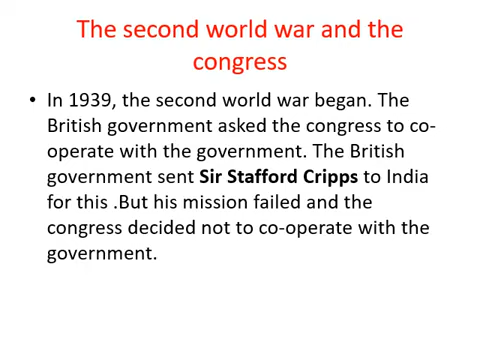 The second world war and the
congress
• In 1939, the second world war began. The
British government asked the congress to co-
operate with the government. The British
government sent Sir Stafford Cripps to India
for this .But his mission failed and the
congress decided not to co-operate with the
government.